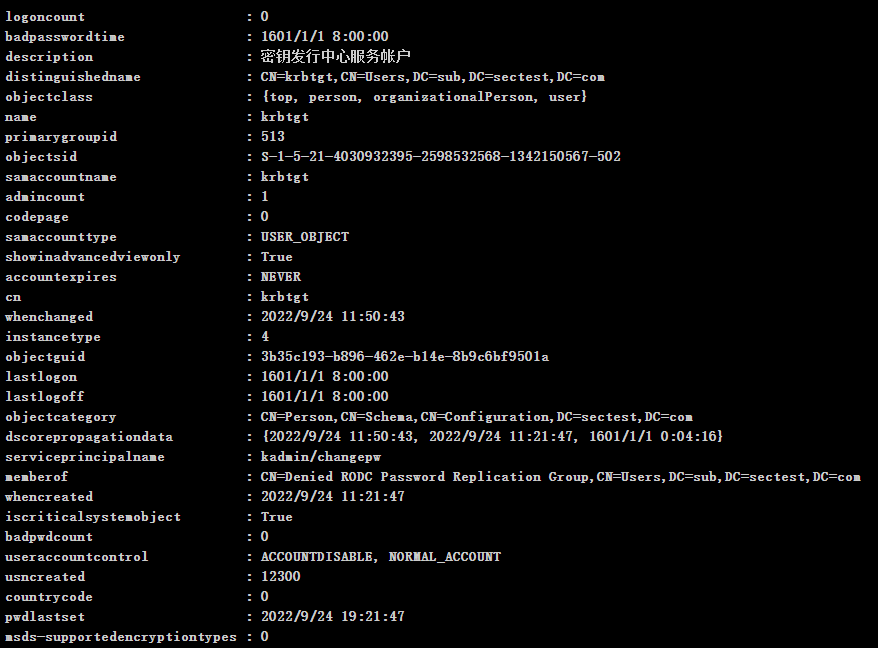 logoncount : 0
badpasswordtime : 1601/1/1 8:00:00
description : 密钥发行中心服务帐户
distinguishedname : CN=krbtgt,CN=Users,DC=sub,DC=sectest,DC=com
objectclass : {top, person, organizationalPerson, user}
name : krbtgt
primarygroupid : 513
objectsid : S-1-5-21-4030932395-2598532568-1342150567-502
samaccountname : krbtgt
admincount : 1
codepage : 0
samaccounttype : USER_OBJECT
showinadvancedviewonly : True
accountexpires : NEVER
cn : krbtgt
whenchanged : 2022/9/24 11:50:43
instancetype : 4
objectguid : 3b35c193-b896-462e-b14e-8b9c6bf9501a
lastlogon : 1601/1/1 8:00:00
lastlogoff : 1601/1/1 8:00:00
objectcategory : CN=Person,CN=Schema,CN=Configuration,DC=sectest,DC=com
dscorepropagationdata : {2022/9/24 11:50:43, 2022/9/24 11:21:47, 1601/1/1 0:04:16}
serviceprincipalname : kadmin/changepw
memberof : CN=Denied RODC Password Replication Group,CN=Users,DC=sub,DC=sectest,DC=com
whencreated : 2022/9/24 11:21:47
iscriticalsystemobject : True
badpwdcount : 0
useraccountcontrol : ACCOUNTDISABLE, NORMAL_ACCOUNT
usncreated : 12300
countrycode : 0
pwdlastset : 2022/9/24 19:21:47
msds-supportedencryptiontypes : 0